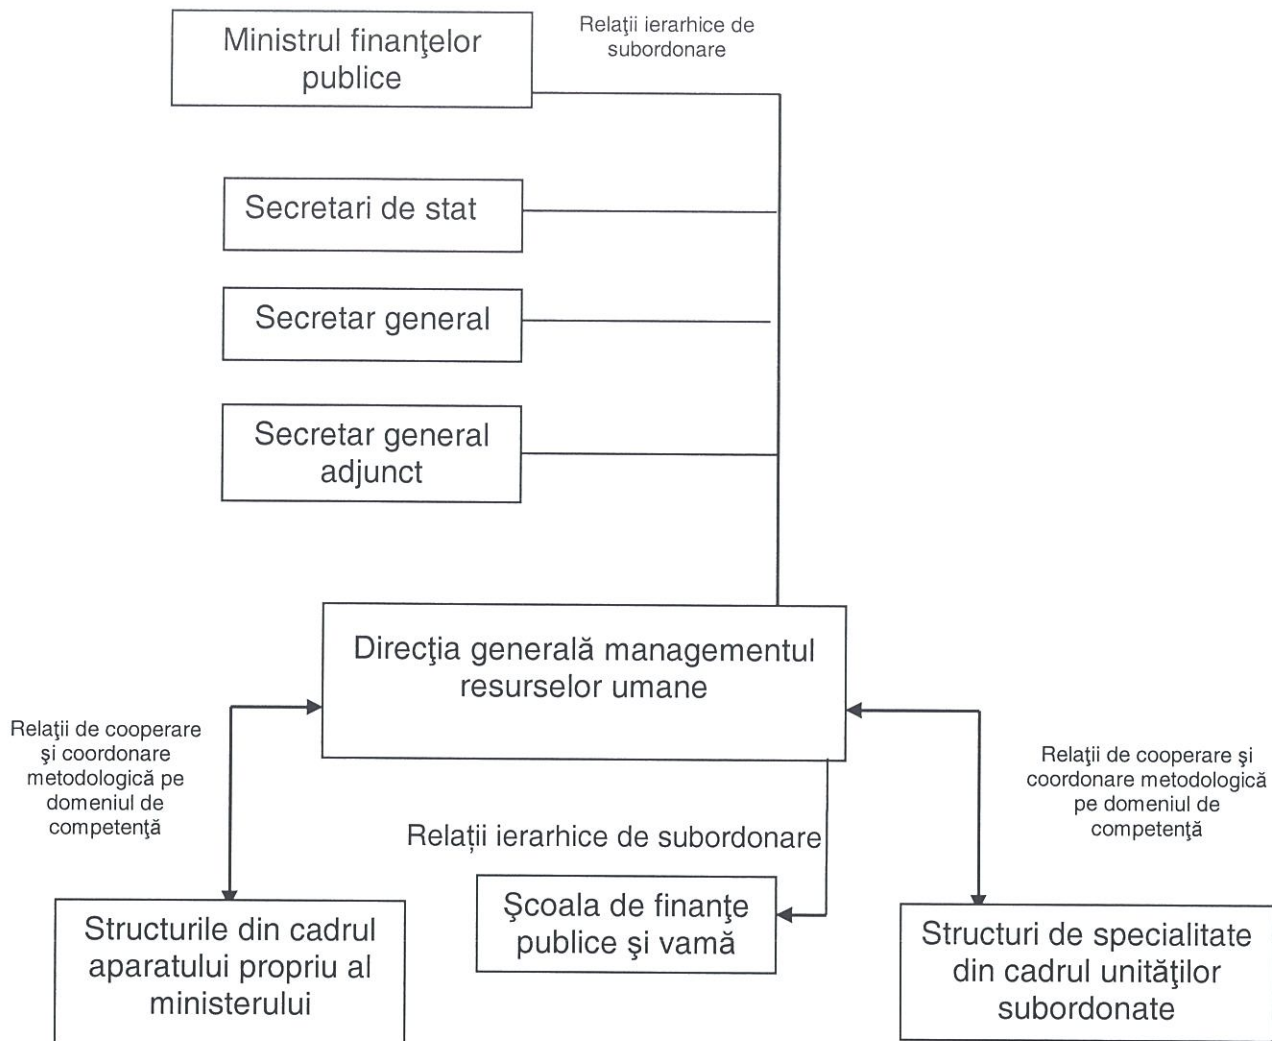 Ministrul finanţelor
publice
Relaţii ierarhice de
subordonare
Secretari de stat
Secretar general
Secretar general
adjunct
Direcţia generală managementul
resurselor umane
Relaţii de cooperare
şi coordonare
metodologică pe
domeniul de
competenţă
Relaţii de cooperare şi
coordonare metodologică
pe domeniul de
competenţă
Relații ierarhice de subordonare
Structurile din cadrul
aparatului propriu al
ministerului
Şcoala de finanţe
publice şi vamă
Structuri de specialitate
din cadrul unităţilor
subordonate